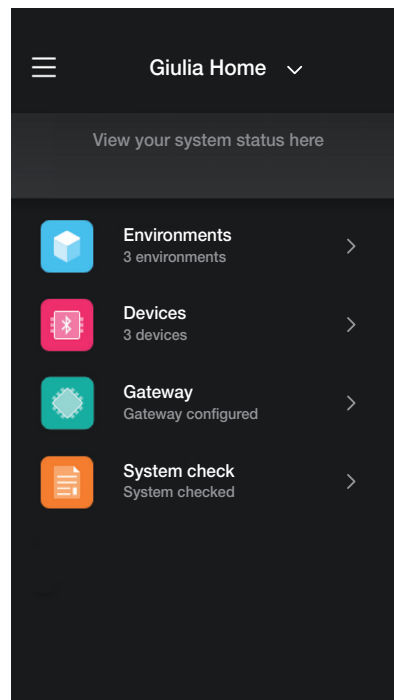 Giulia Home
View your system status here
Environments
3 environments
Devices
3 devices
Gateway
Gateway configured
System check
System checked